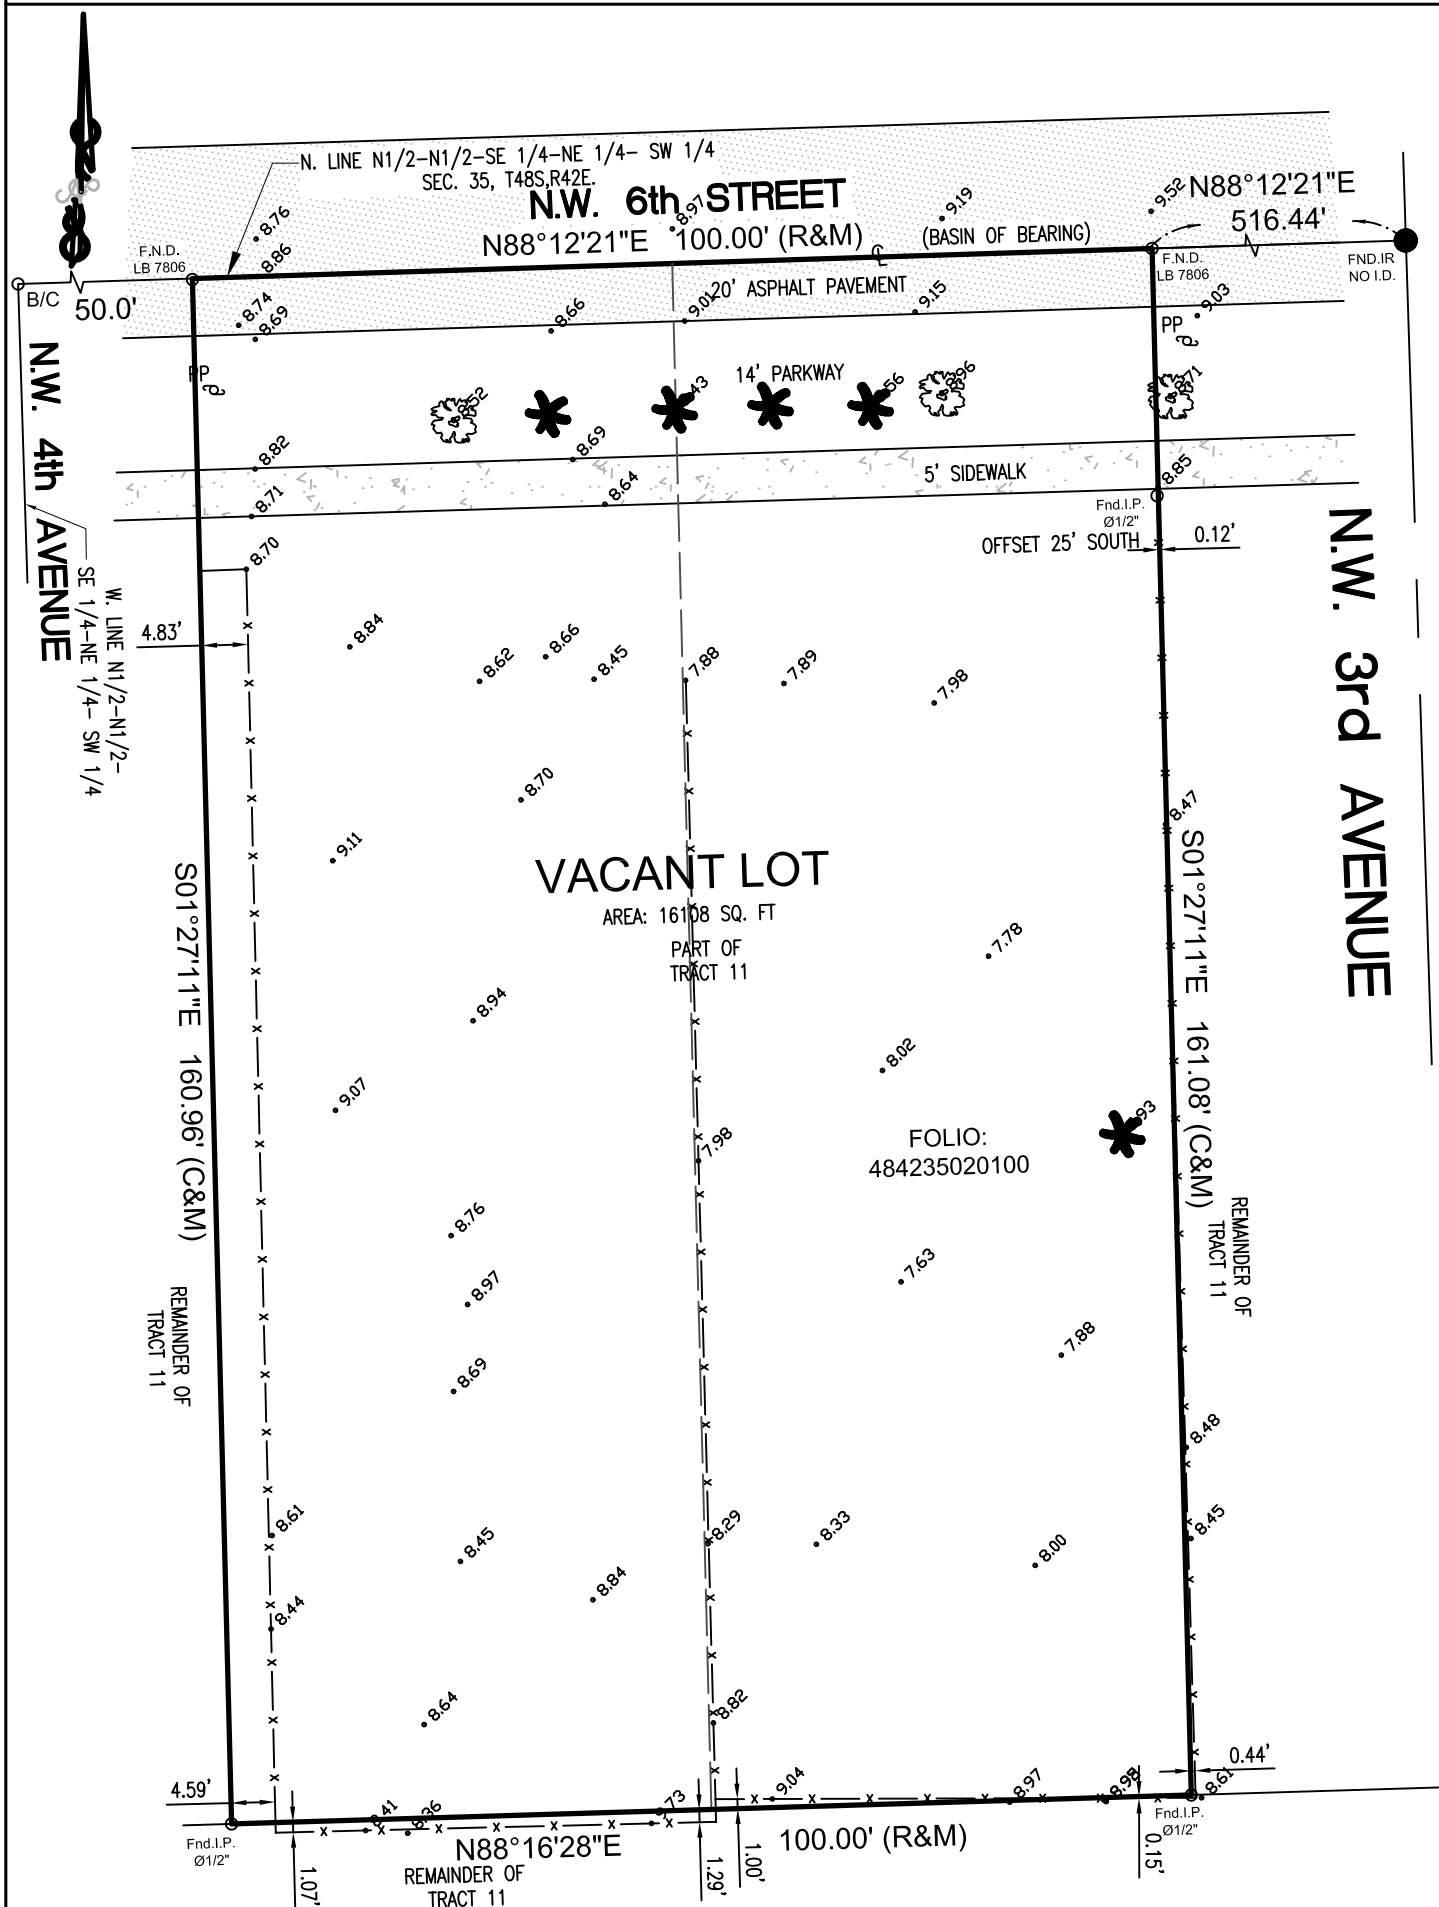 N. LINE N1/2-N1/2-SE 1/4-NE 1/4- SW 1/4
SEC. 35, T48S,R42E.
N.W. 6th STREET
N88°12'21"E 100.00' (R&M)
(BASIN OF BEARING)
N88°12'21"E
516.44'
8.76
8.97
9.19
9.52
8.86
F.N.D.
LB 7806
F.N.D.
LB 7806
FND.IR
NO I.D.
B/C
50.0'
20' ASPHALT PAVEMENT
8.74
8.69
8.66
9.01
9.15
9.03
PP
PP
14' PARKWAY
8.52
43
56
8.96
8.71
8.82
8.69
5' SIDEWALK
8.85
8.71
8.64
Fnd.I.P.
Ø1/2"
OFFSET 25' SOUTH
0.12'
8.70
N.W. 4th AVENUE
W. LINE N1/2-N1/2-
SE 1/4-NE 1/4- SW 1/4
N.W. 3rd AVENUE
4.83'
8.84
8.62
8.66
8.45
7.88
7.89
7.98
8.70
9.11
8.47
VACANT LOT
AREA: 16108 SQ. FT
PART OF
TRACT 11
S01°27'11"E 160.96' (C&M)
S01°27'11"E 161.08' (C&M)
7.78
8.94
8.02
9.07
7.98
93
FOLIO:
484235020100
8.76
8.97
7.63
7.88
REMAINDER OF
TRACT 11
REMAINDER OF
TRACT 11
8.69
8.48
8.61
8.45
8.29
8.33
8.00
8.45
8.84
8.44
8.64
8.82
4.59'
0.44'
8.41
8.36
73
9.04
8.97
8.61
Fnd.I.P.
Ø1/2"
Fnd.I.P.
Ø1/2"
N88°16'28"E
100.00' (R&M)
REMAINDER OF
TRACT 11
1.07'
1.29'
1.00'
0.15'